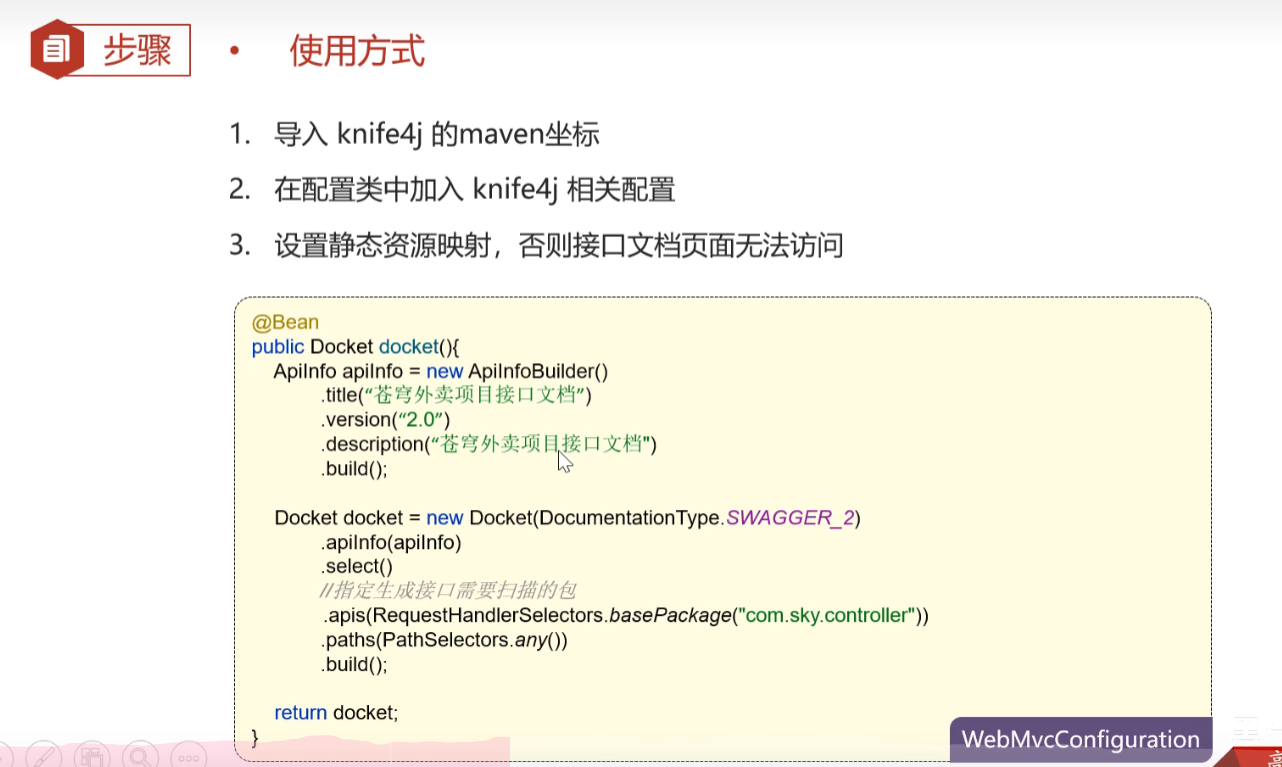 步骤
• 使用方式
1. 导入 knife4j 的maven坐标
2. 在配置类中加入 knife4j 相关配置
3. 设置静态资源映射，否则接口文档页面无法访问
@Bean
public Docket docket(){
ApiInfo apiInfo = new ApiInfoBuilder()
.title(“苍穹外卖项目接口文档”)
.version(“2.0”)
.description(“苍穹外卖项目接口文档")
.build();
Docket docket = new Docket(DocumentationType.SWAGGER_2)
.apiInfo(apiInfo)
.select()
//指定生成接口需要扫描的包
.apis(RequestHandlerSelectors.basePackage("com.sky.controller"))
.paths(PathSelectors.any())
.build();
return docket;
}
WebMvcConfiguration